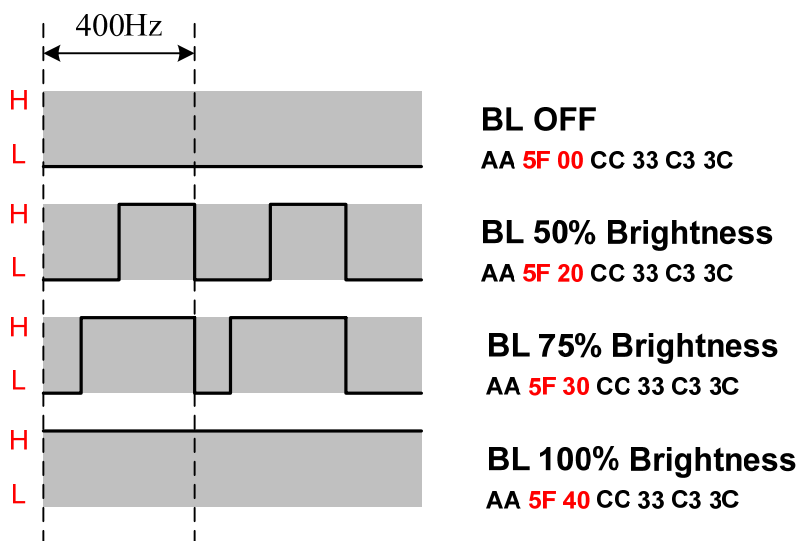 400Hz
H
L
BL OFF
AA 5F 00 CC 33 C3 3C
H
L
BL 50% Brightness
AA 5F 20 CC 33 C3 3C
H
L
BL 75% Brightness
AA 5F 30 CC 33 C3 3C
H
L
BL 100% Brightness
AA 5F 40 CC 33 C3 3C